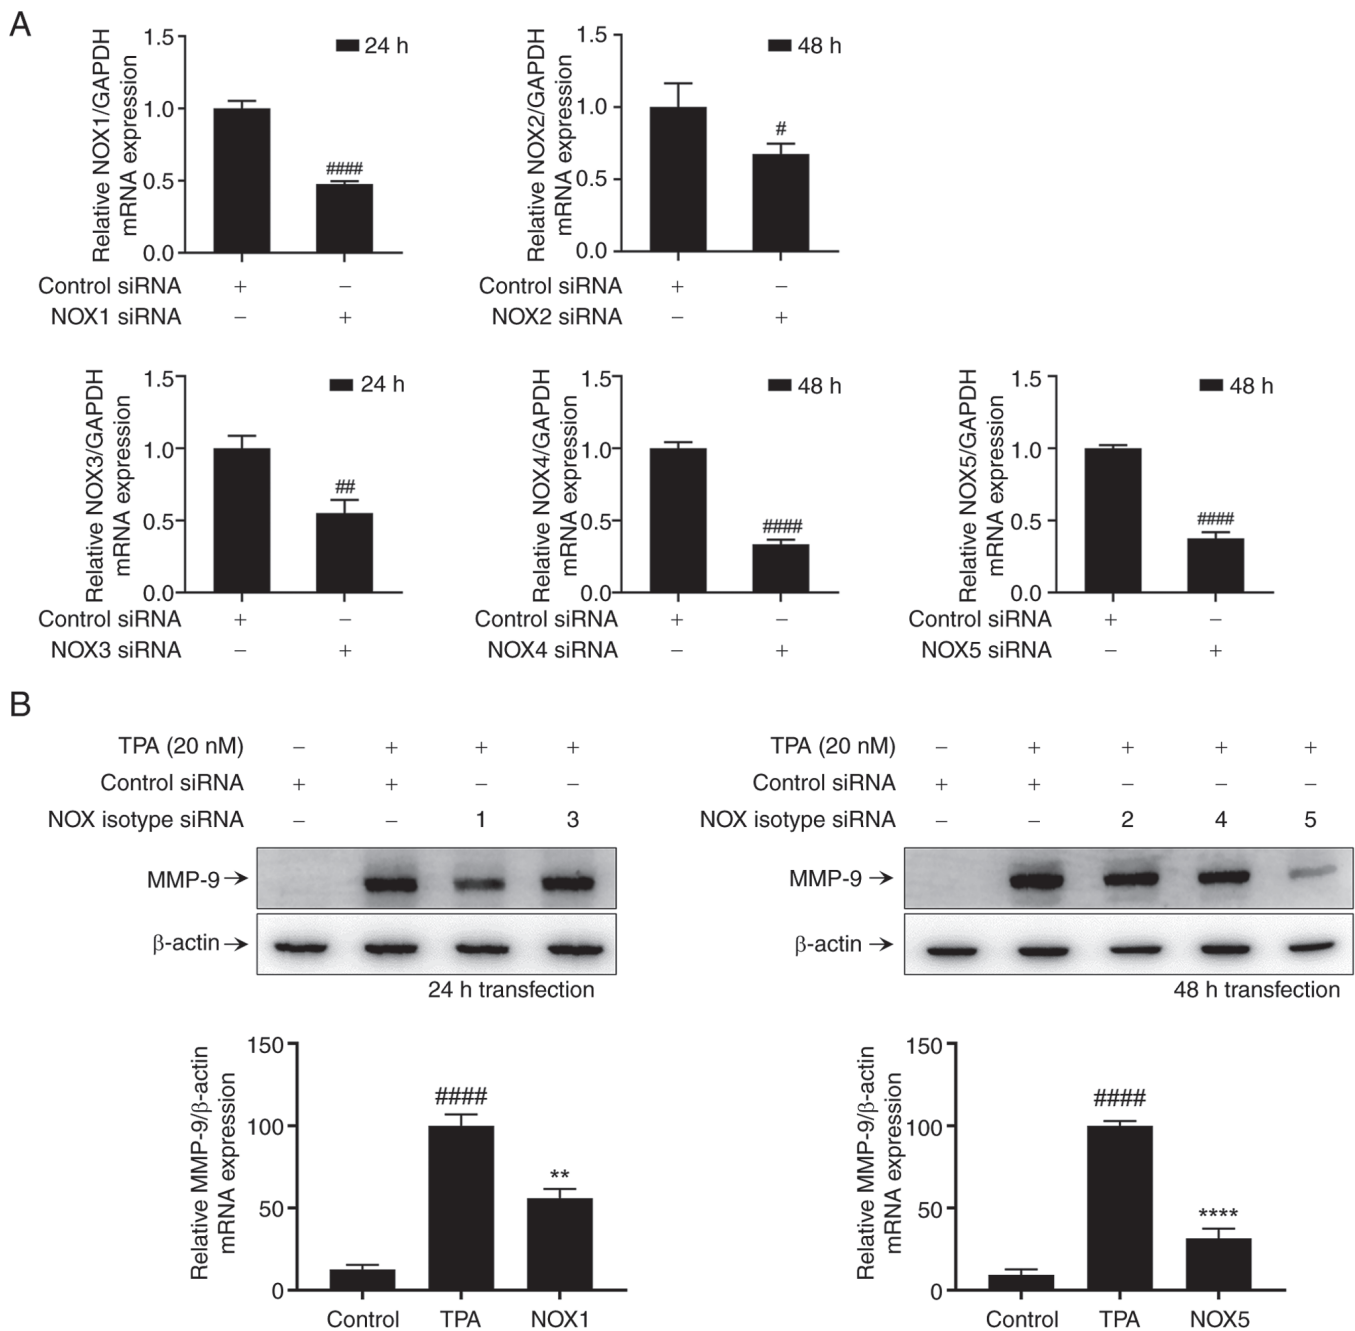 A
Relative NOX1/GAPDH
mRNA expression
1.5
1.0
0.5
0.0
24 h
####
Control siRNA + −
NOX1 siRNA − +
Relative NOX2/GAPDH
mRNA expression
1.5
1.0
0.5
0.0
48 h
#
Control siRNA + −
NOX2 siRNA − +
Relative NOX3/GAPDH
mRNA expression
1.5
1.0
0.5
0.0
24 h
##
Control siRNA + −
NOX3 siRNA − +
Relative NOX4/GAPDH
mRNA expression
1.5
1.0
0.5
0.0
48 h
####
Control siRNA + −
NOX4 siRNA − +
Relative NOX5/GAPDH
mRNA expression
1.5
1.0
0.5
0.0
48 h
####
Control siRNA + −
NOX5 siRNA − +
B
TPA (20 nM) − + + +
Control siRNA + + − −
NOX isotype siRNA − − 1 3
MMP-9→
β-actin→
24 h transfection
Relative MMP-9/β-actin
mRNA expression
150
100
50
0
####
**
Control TPA NOX1
TPA (20 nM) − + + + +
Control siRNA + + − − −
NOX isotype siRNA − − 2 4 5
MMP-9→
β-actin→
48 h transfection
Relative MMP-9/β-actin
mRNA expression
150
100
50
0
####
****
Control TPA NOX5